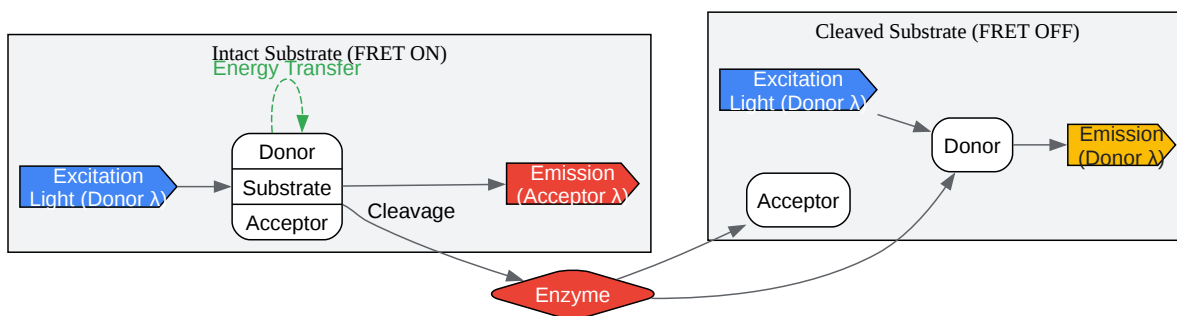 Intact Substrate (FRET ON)
Energy Transfer
Excitation
Light (Donor λ)
Donor
Substrate
Acceptor
Emission
(Acceptor λ)
Cleavage
Enzyme
Cleaved Substrate (FRET OFF)
Excitation
Light (Donor λ)
Donor
Emission
(Donor λ)
Acceptor